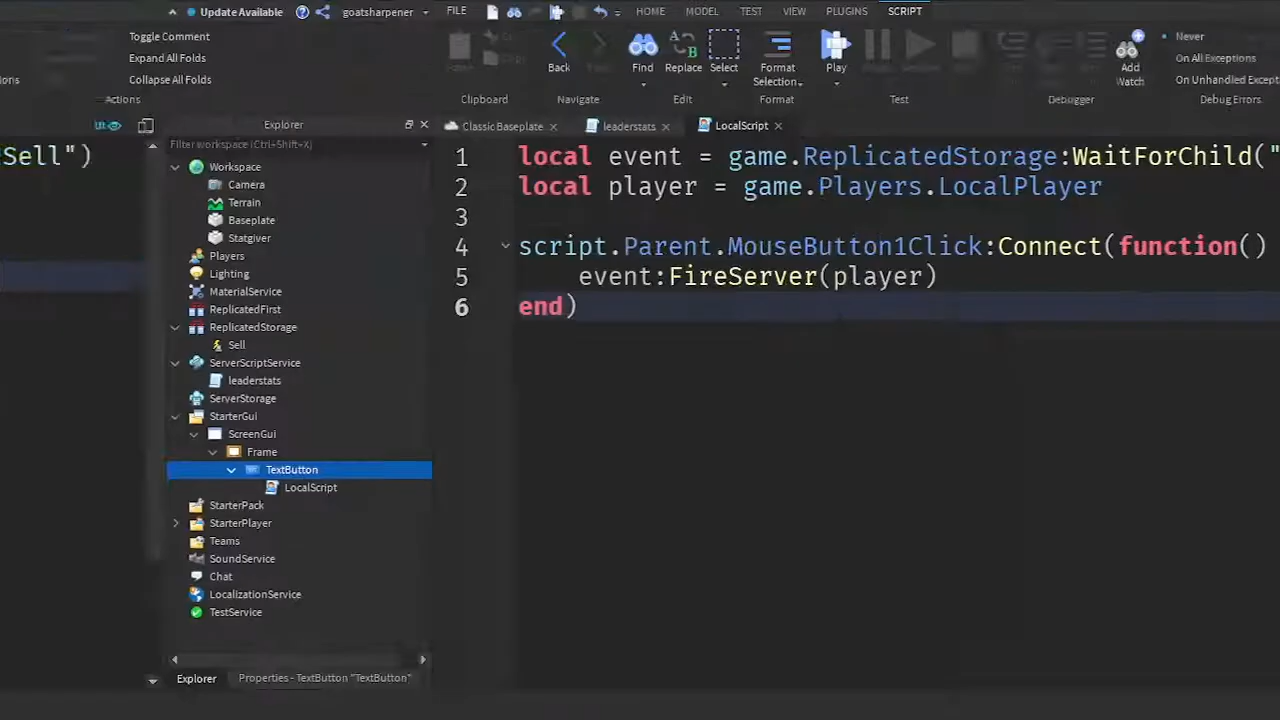 Update Available
goatsharpener
FILE
HOME
MODEL
TEST
VIEW
PLUGINS
SCRIPT
Toggle Comment
Expand All Folds
Collapse All Folds
ions
Actions
Back
Find
Replace
Select
Format
Selection
Play
Add
Watch
Never
On All Exceptions
On Unhandled Exception
Clipboard
Navigate
Edit
Format
Test
Debugger
Debug Errors
UI
Explorer
Classic Baseplate
leaderstats
LocalScript
Filter workspace (Ctrl+Shift+X)
Sell")
Workspace
Camera
Terrain
Baseplate
Statgiver
Players
Lighting
MaterialService
ReplicatedFirst
ReplicatedStorage
Sell
ServerScriptService
leaderstats
ServerStorage
StarterGui
ScreenGui
Frame
TextButton
LocalScript
StarterPack
StarterPlayer
Teams
SoundService
Chat
LocalizationService
TestService
Explorer
Properties - TextButton "TextButton"
1 local event = game.ReplicatedStorage:WaitForChild("
2 local player = game.Players.LocalPlayer
3
4 script.Parent.MouseButton1Click:Connect(function()
5 event:FireServer(player)
6 end)